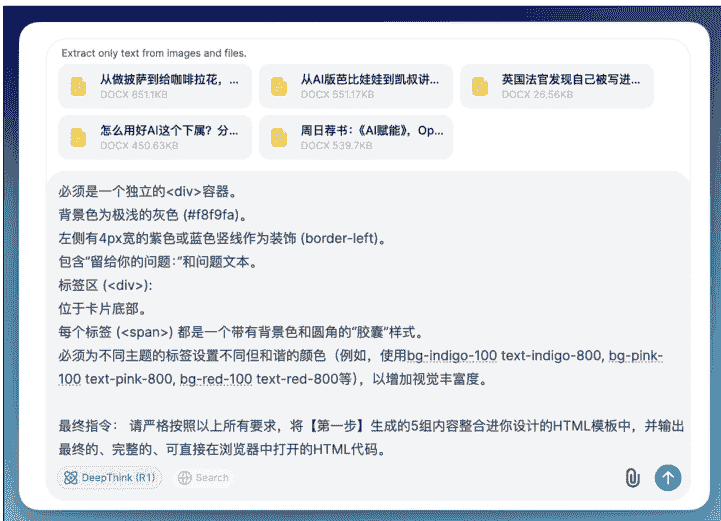 Extract only text from images and files.
从做披萨到给咖啡拉花，...
DOCX 651.1KB
从AI版芭比娃娃到凯叔讲...
DOCX 551.17KB
英国法官发现自己被写进...
DOCX 26.56KB
怎么用好AI这个下属？分...
DOCX 450.63KB
周日荐书：《AI赋能》，Op...
DOCX 539.7KB
必须是一个独立的<div>容器。
背景色为极浅的灰色 (#f8f9fa)。
左侧有4px宽的紫色或蓝色竖线作为装饰 (border-left)。
包含“留给你的问题：”和问题文本。
标签区 (<div>):
位于卡片底部。
每个标签 (<span>) 都是一个带有背景色和圆角的“胶囊”样式。
必须为不同主题的标签设置不同但和谐的颜色（例如，使用bg-indigo-100 text-indigo-800, bg-pink-
100 text-pink-800, bg-red-100 text-red-800等），以增加视觉丰富度。
最终指令： 请严格按照以上所有要求，将【第一步】生成的5组内容整合进你设计的HTML模板中，并输出
最终的、完整的、可直接在浏览器中打开的HTML代码。
DeepThink (R1)
Search